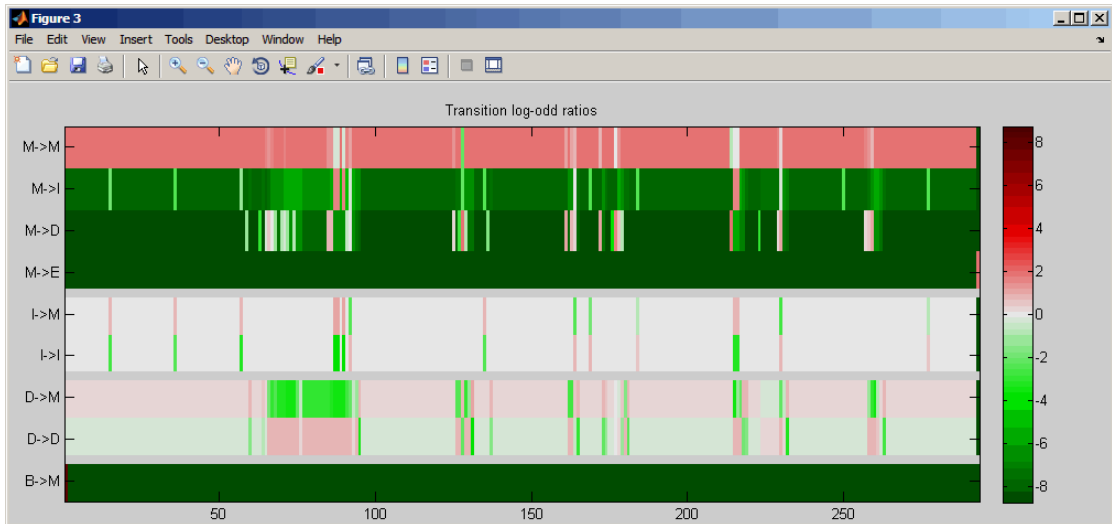 Figure 3
File Edit View Insert Tools Desktop Window Help
Transition log-odd ratios
M->M
M->I
M->D
M->E
I->M
I->I
D->M
D->D
B->M
50 100 150 200 250
8
6
4
2
0
-2
-4
-6
-8